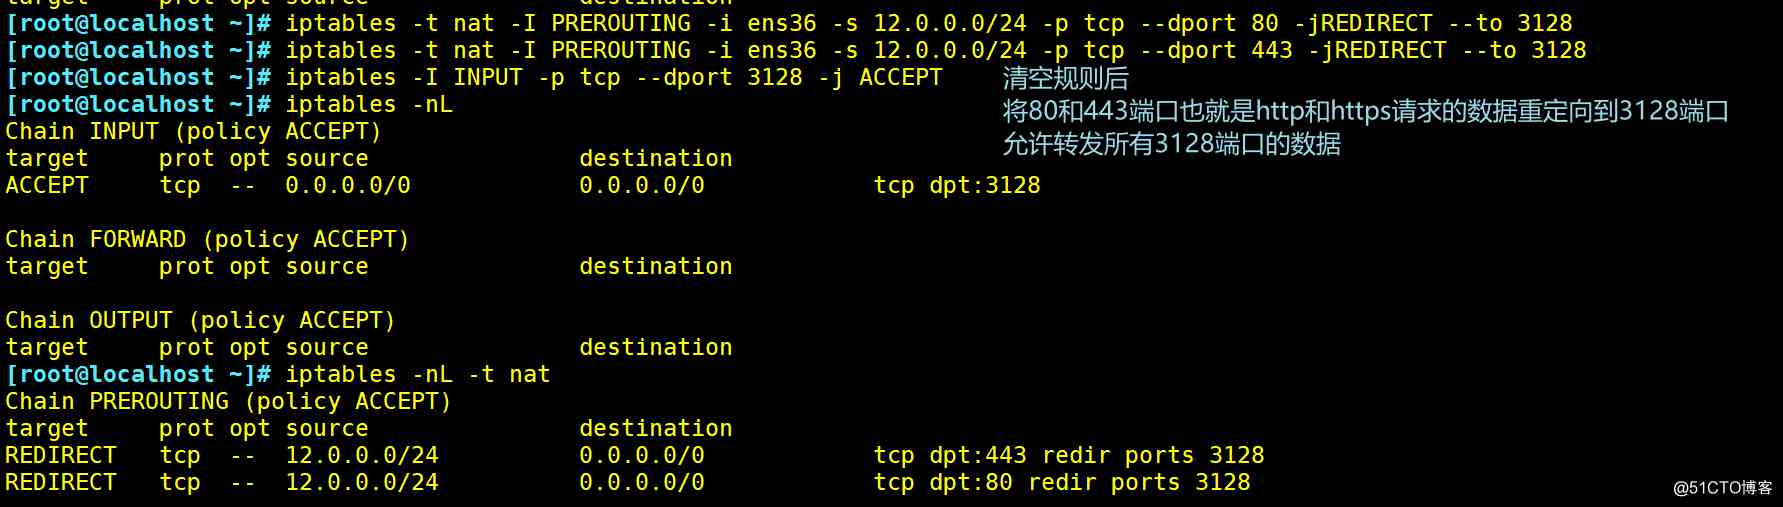 target     prot opt source               destination
[root@localhost ~]# iptables -t nat -I PREROUTING -i ens36 -s 12.0.0.0/24 -p tcp --dport 80 -jREDIRECT --to 3128
[root@localhost ~]# iptables -t nat -I PREROUTING -i ens36 -s 12.0.0.0/24 -p tcp --dport 443 -jREDIRECT --to 3128
[root@localhost ~]# iptables -I INPUT -p tcp --dport 3128 -j ACCEPT
清空规则后
[root@localhost ~]# iptables -nL
将80和443端口也就是http和https请求的数据重定向到3128端口
Chain INPUT (policy ACCEPT)
允许转发所有3128端口的数据
target     prot opt source               destination
ACCEPT     tcp  --  0.0.0.0/0            0.0.0.0/0            tcp dpt:3128
Chain FORWARD (policy ACCEPT)
target     prot opt source               destination
Chain OUTPUT (policy ACCEPT)
target     prot opt source               destination
[root@localhost ~]# iptables -nL -t nat
Chain PREROUTING (policy ACCEPT)
target     prot opt source               destination
REDIRECT   tcp  --  12.0.0.0/24          0.0.0.0/0            tcp dpt:443 redir ports 3128
REDIRECT   tcp  --  12.0.0.0/24          0.0.0.0/0            tcp dpt:80 redir ports 3128
@51CTO博客